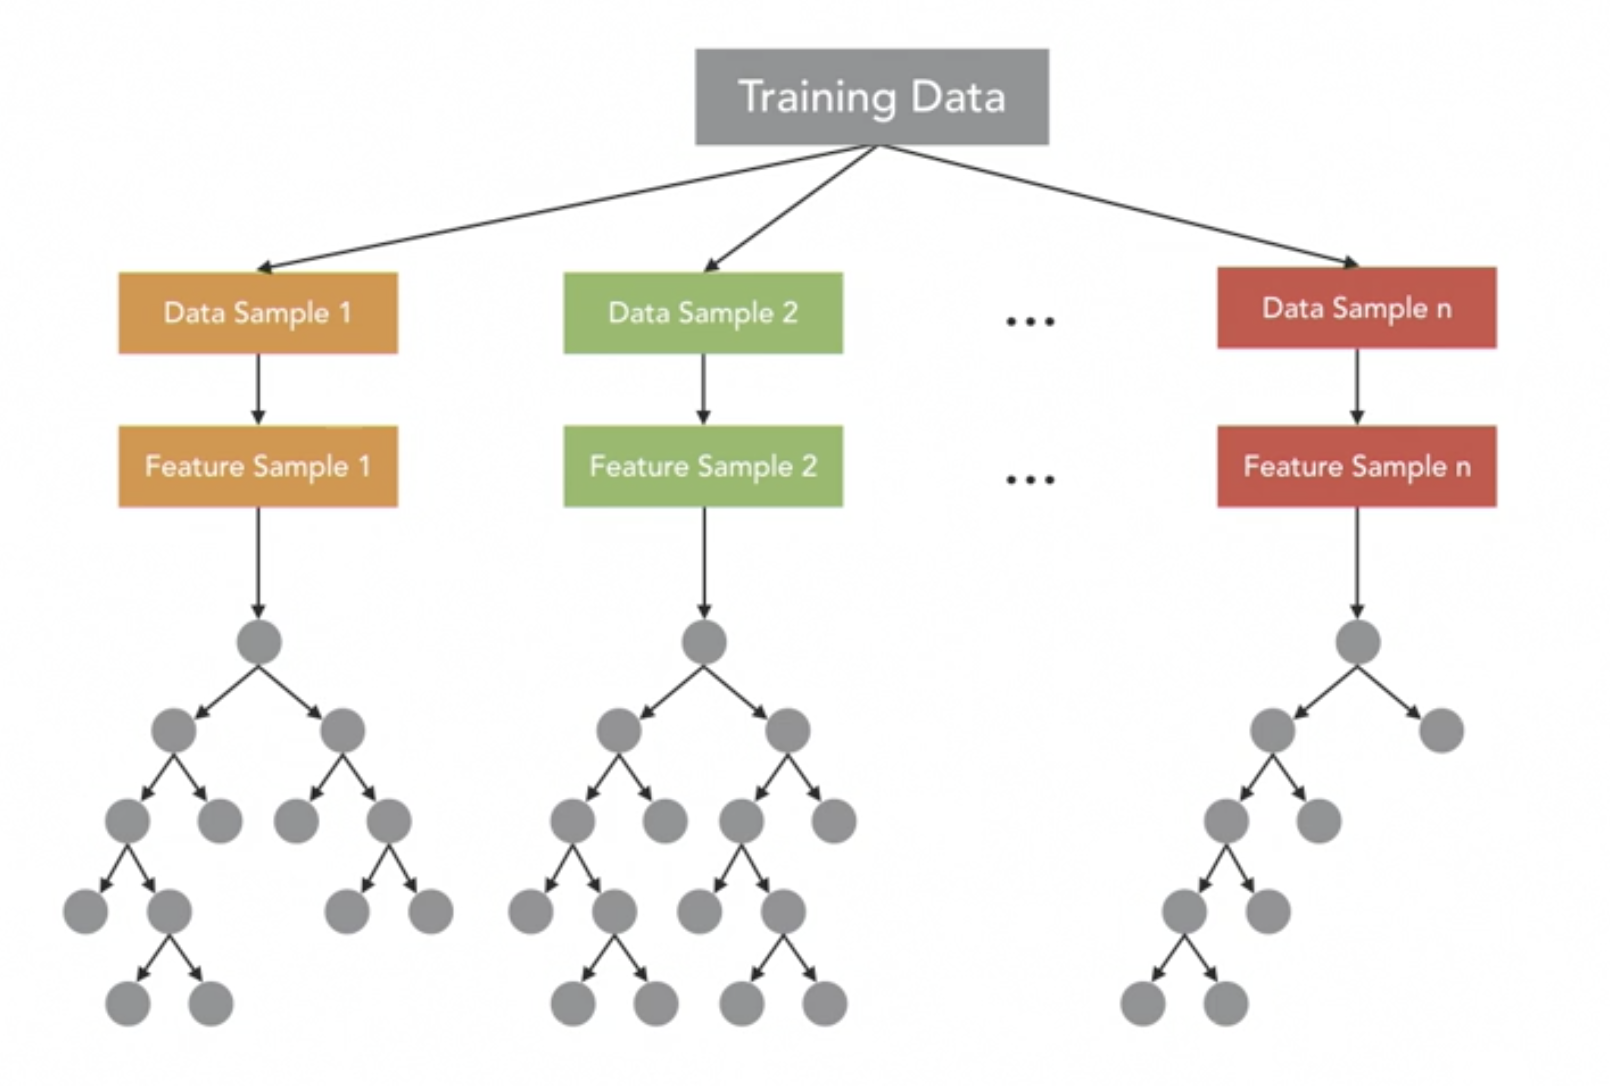 Training Data
Data Sample 1
Data Sample 2
...
Data Sample n
Feature Sample 1
Feature Sample 2
...
Feature Sample n